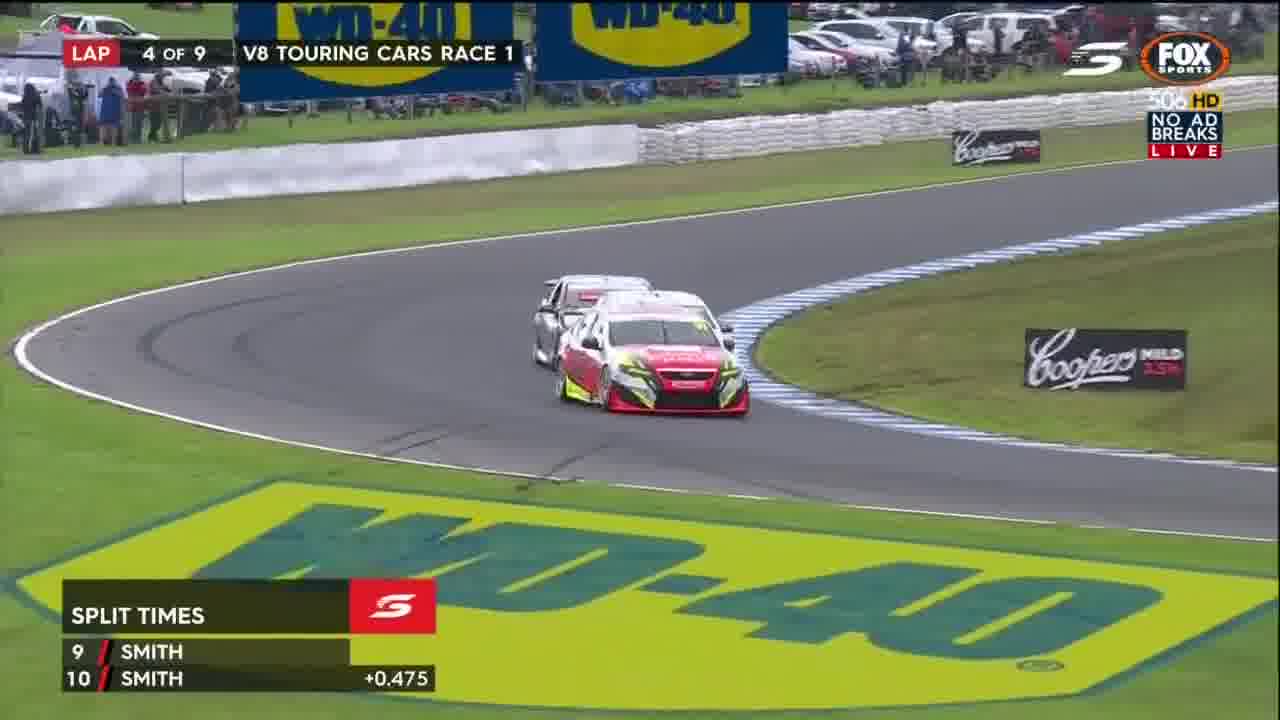 WD-40
WD-40
LAP 4 OF 9 V8 TOURING CARS RACE 1
FOX
SPORTS
506 HD
NO AD
BREAKS
LIVE
Coopers
Coopers MILD 3.5%
WD-40®
SPLIT TIMES
9 SMITH
10 SMITH +0.475